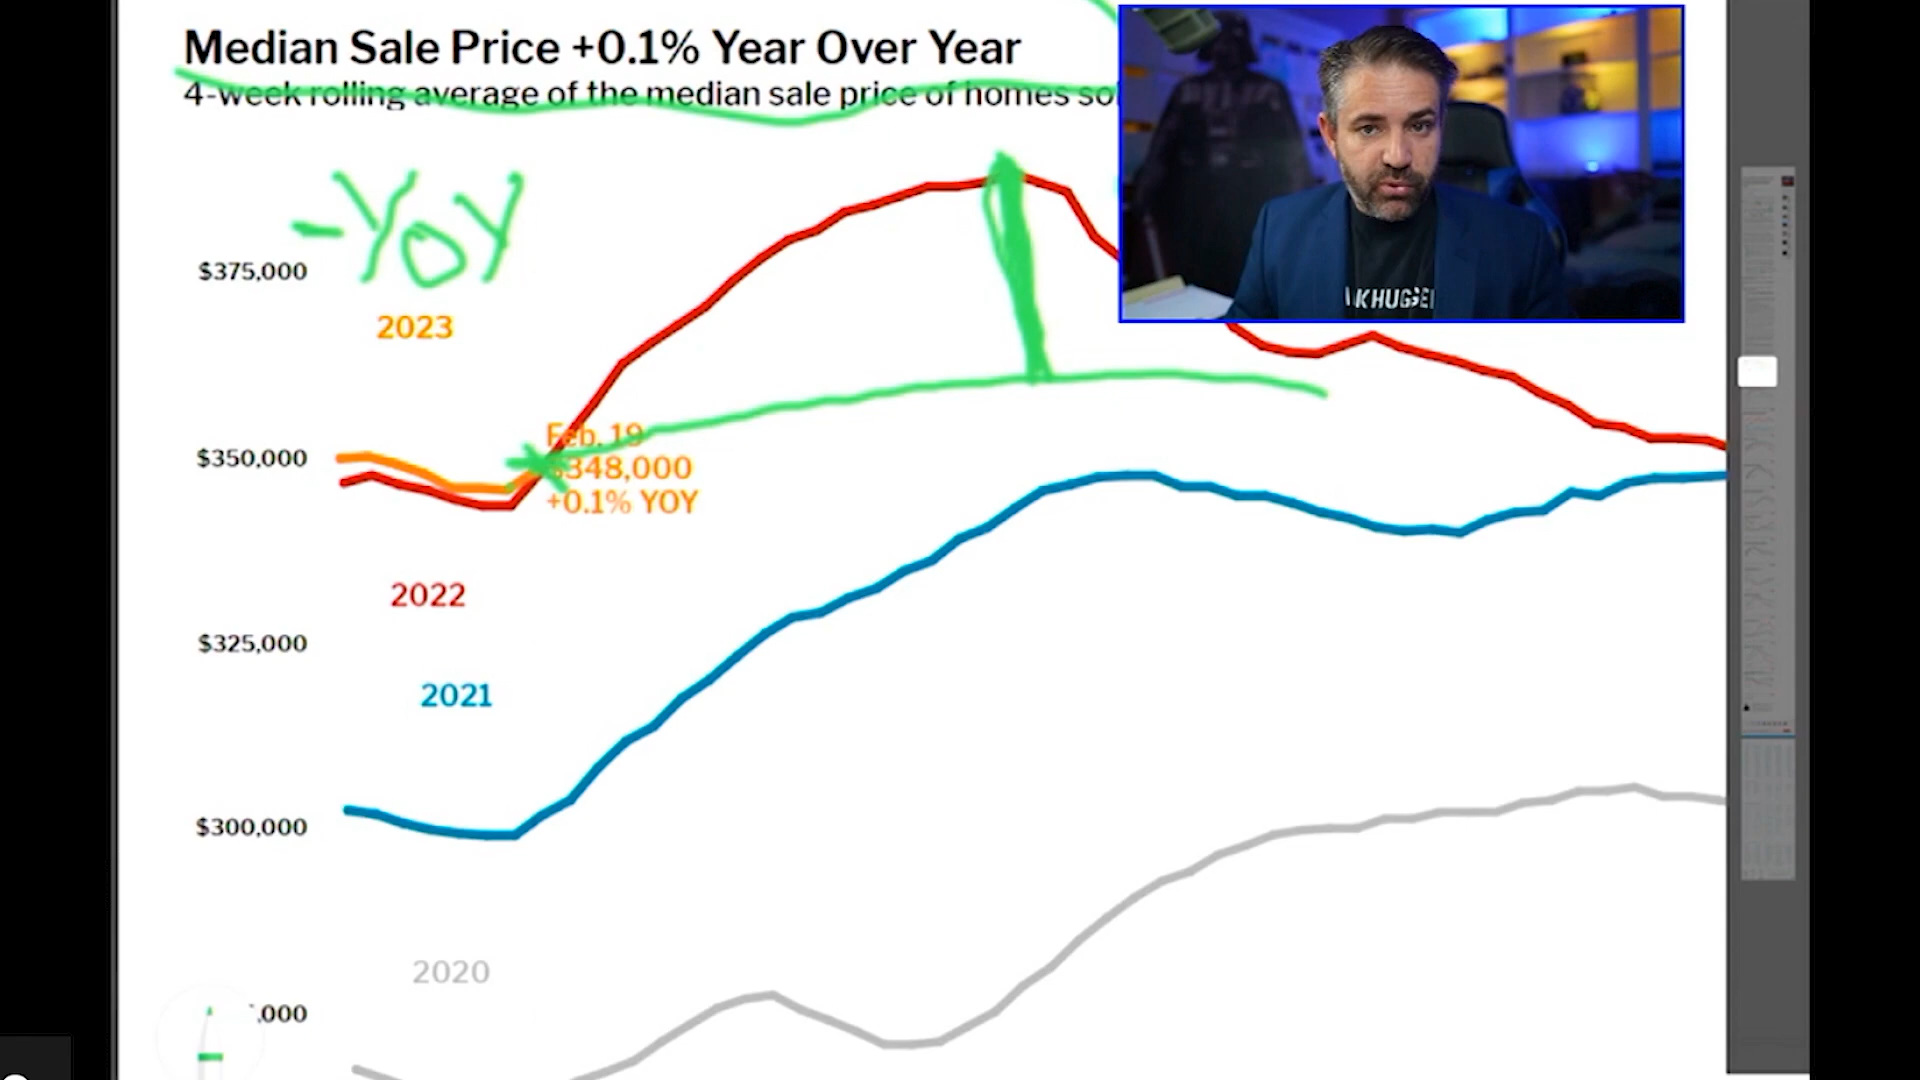 Median Sale Price +0.1% Year Over Year
4-week rolling average of the median sale price of homes
-YOY
$375,000
2023
Feb. 19
$350,000
$348,000
+0.1% YOY
2022
$325,000
2021
$300,000
2020
,000
KHUGGE